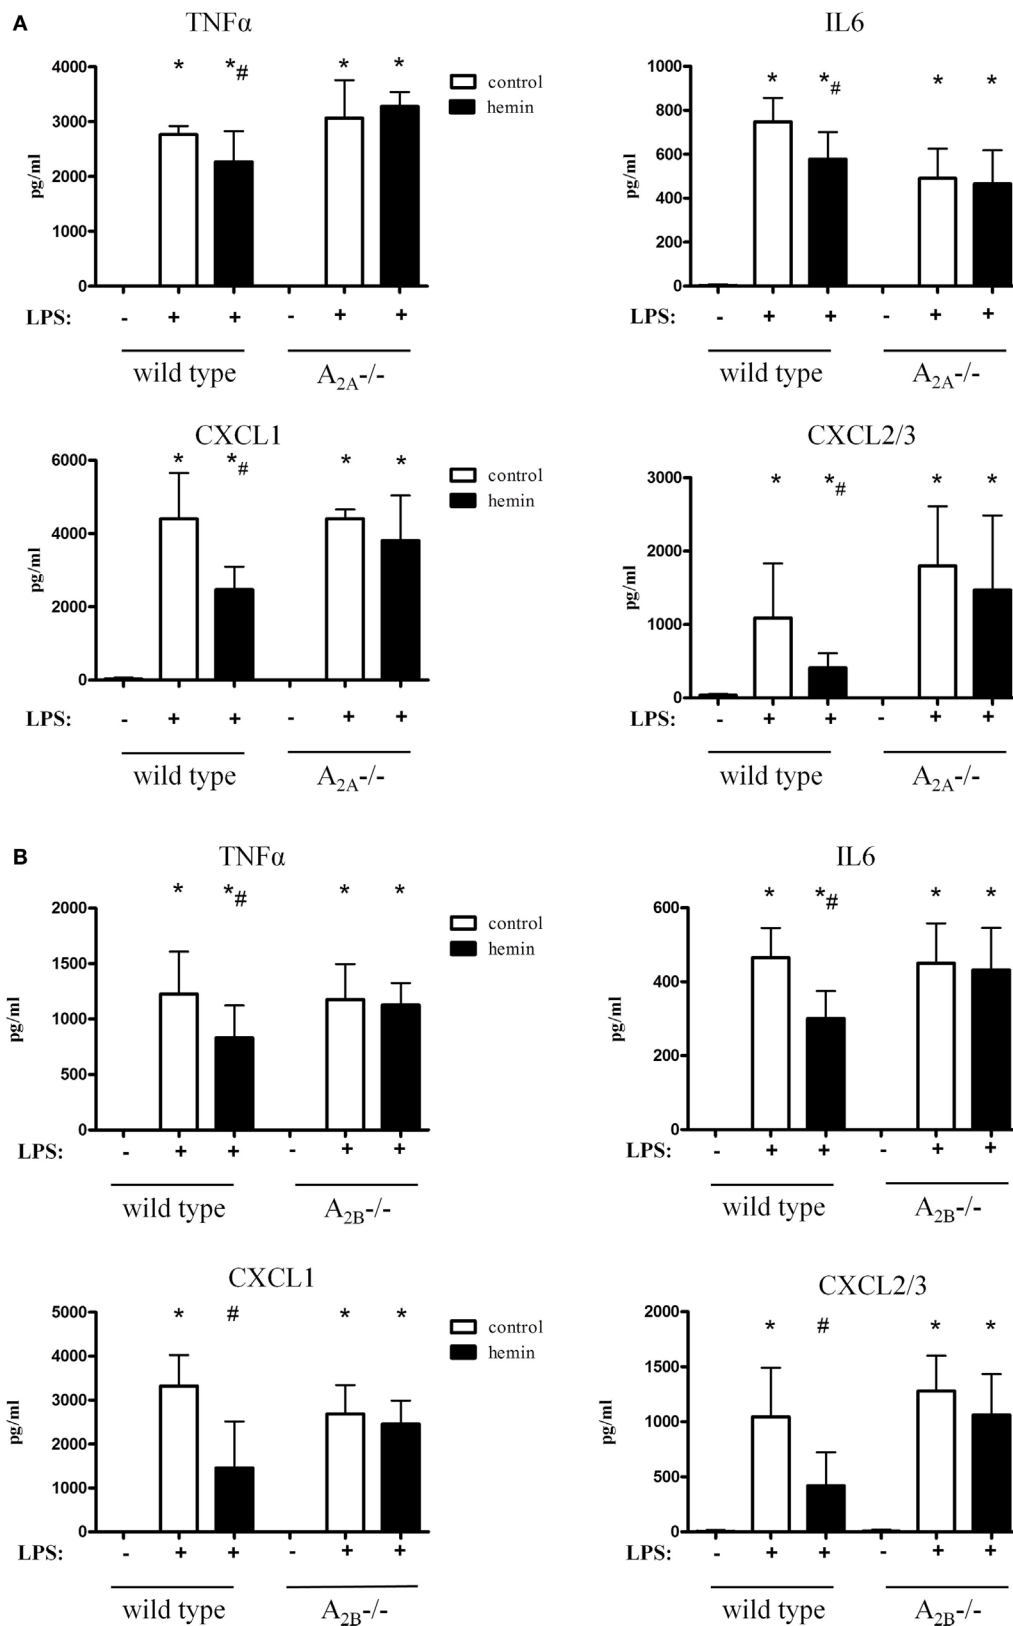 A
TNFα
4000
3000
2000
1000
0
pg/ml
* *# * *
control
hemin
LPS: - + + - + +
wild type A2A-/-
IL6
1000
800
600
400
200
0
pg/ml
* *# * *
LPS: - + + - + +
wild type A2A-/-
CXCL1
6000
4000
2000
0
pg/ml
* *# * *
control
hemin
LPS: - + + - + +
wild type A2A-/-
CXCL2/3
3000
2000
1000
0
pg/ml
* *# * *
LPS: - + + - + +
wild type A2A-/-
B
TNFα
2000
1500
1000
500
0
pg/ml
* *# * *
control
hemin
LPS: - + + - + +
wild type A2B-/-
IL6
600
400
200
0
pg/ml
* *# * *
LPS: - + + - + +
wild type A2B-/-
CXCL1
5000
4000
3000
2000
1000
0
pg/ml
* # * *
control
hemin
LPS: - + + - + +
wild type A2B-/-
CXCL2/3
2000
1500
1000
500
0
pg/ml
* # * *
LPS: - + + - + +
wild type A2B-/-